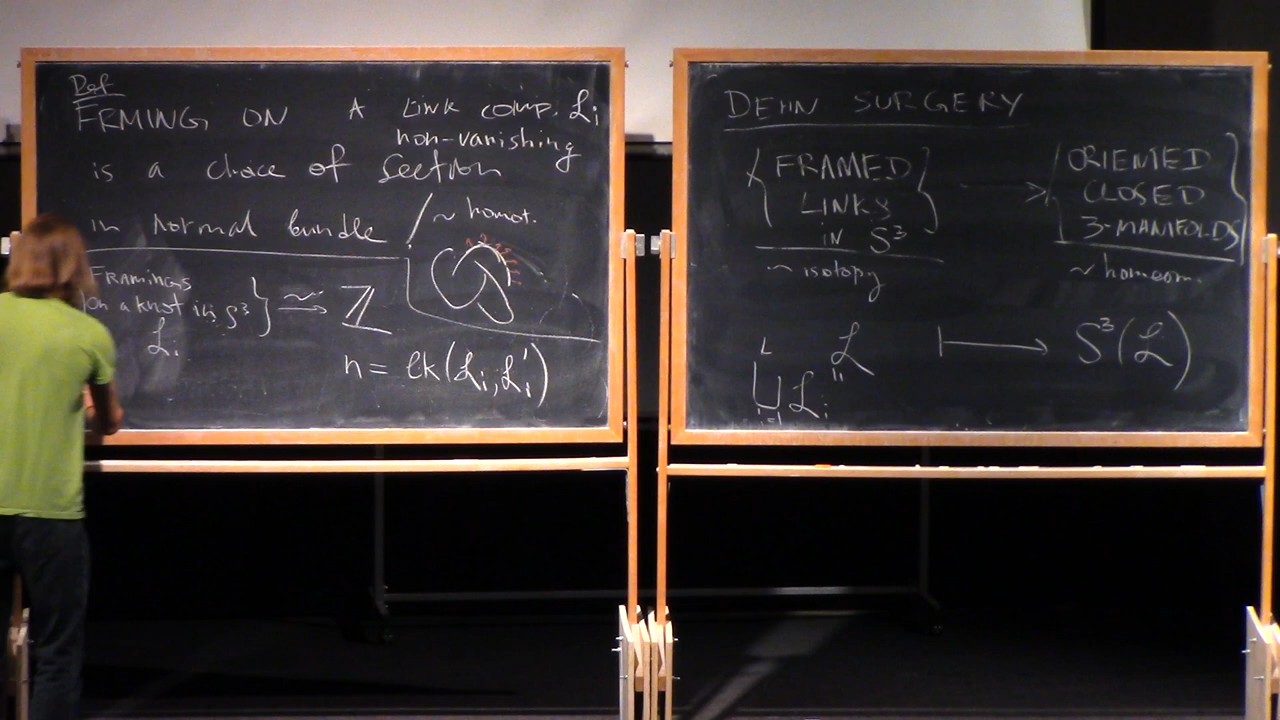 Def
FRMING ON A LINK COMP. ℒi
non-vanishing
is a choice of section
in normal bundle / ~ homot.
FRAMINGS
on a knot in S³ } ≃→ ℤ
ℒi
n = lk(ℒi, ℒi')
DEHN SURGERY
{ FRAMED LINKS IN S³ } → { ORIENTED CLOSED 3-MANIFOLDS }
~ isotopy
~ homeom.
ℒ ↦ S³(ℒ)
=
L
⊔ ℒi
i=1